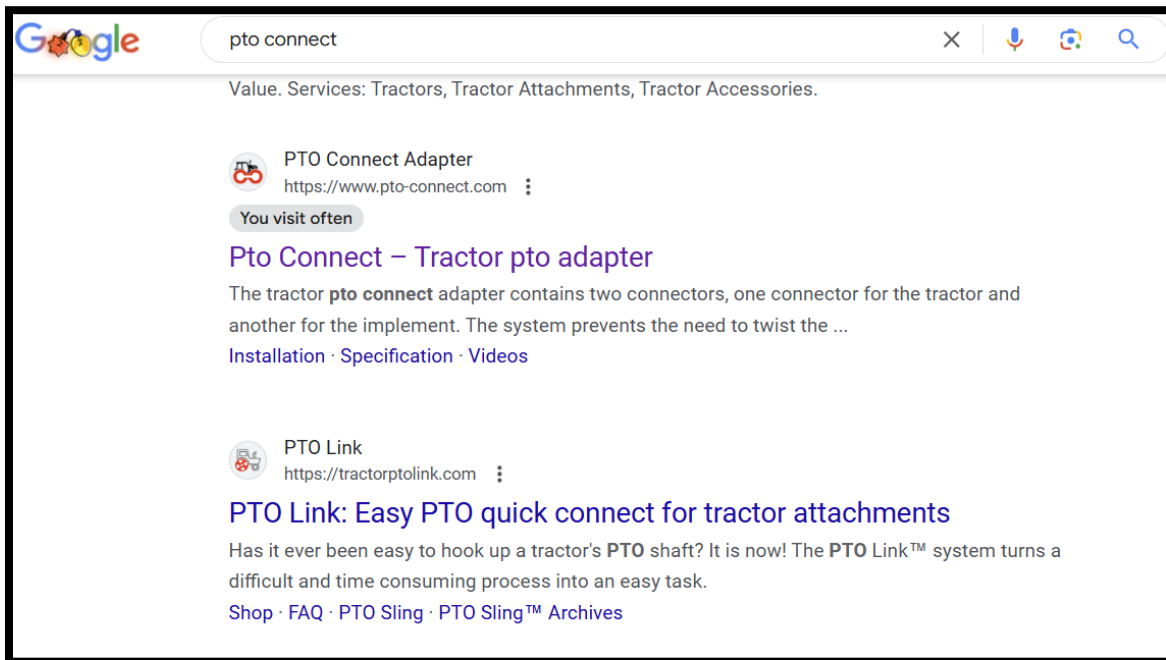 Google
pto connect
Value. Services: Tractors, Tractor Attachments, Tractor Accessories.
PTO Connect Adapter
https://www.pto-connect.com
You visit often
Pto Connect – Tractor pto adapter
The tractor pto connect adapter contains two connectors, one connector for the tractor and
another for the implement. The system prevents the need to twist the ...
Installation · Specification · Videos
PTO Link
https://tractorptolink.com
PTO Link: Easy PTO quick connect for tractor attachments
Has it ever been easy to hook up a tractor's PTO shaft? It is now! The PTO Link™ system turns a
difficult and time consuming process into an easy task.
Shop · FAQ · PTO Sling · PTO Sling™ Archives